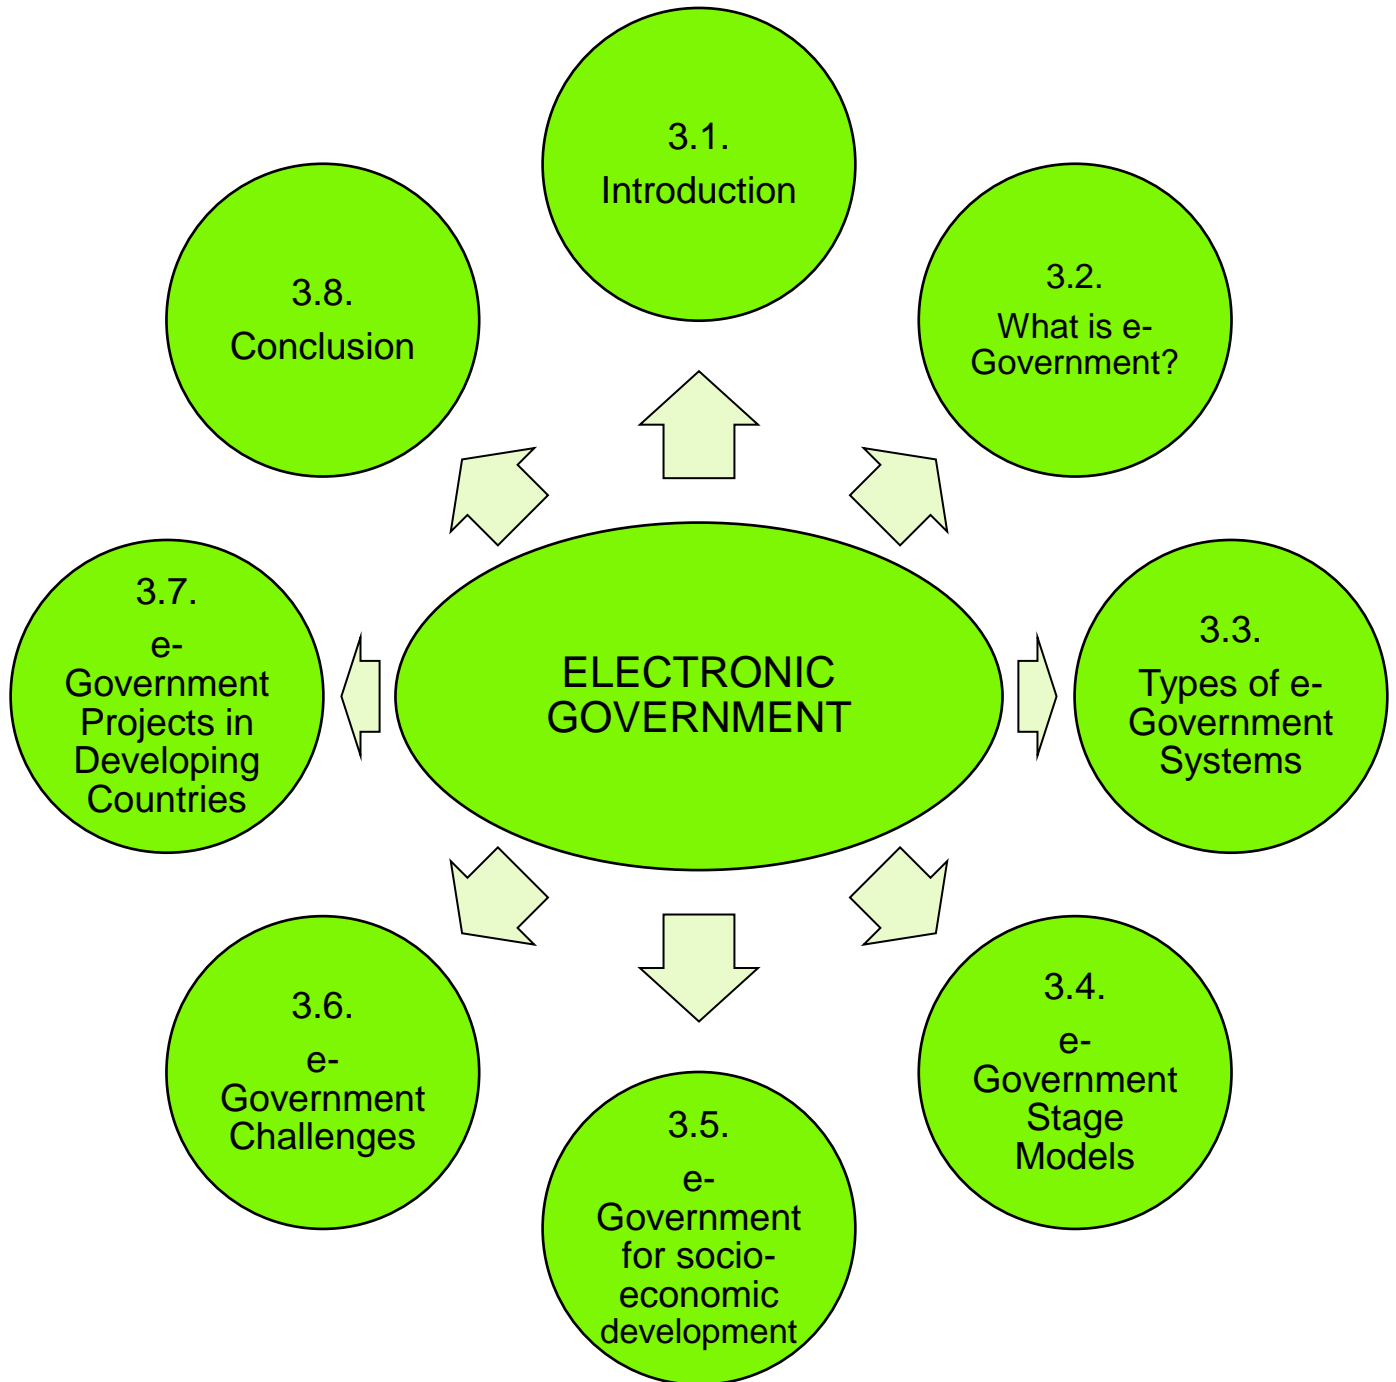 3.1.
Introduction
3.2.
What is e-
Government?
3.3.
Types of e-
Government
Systems
3.4.
e-
Government
Stage
Models
3.5.
e-
Government
for socio-
economic
development
3.6.
e-
Government
Challenges
3.7.
e-
Government
Projects in
Developing
Countries
3.8.
Conclusion
ELECTRONIC
GOVERNMENT